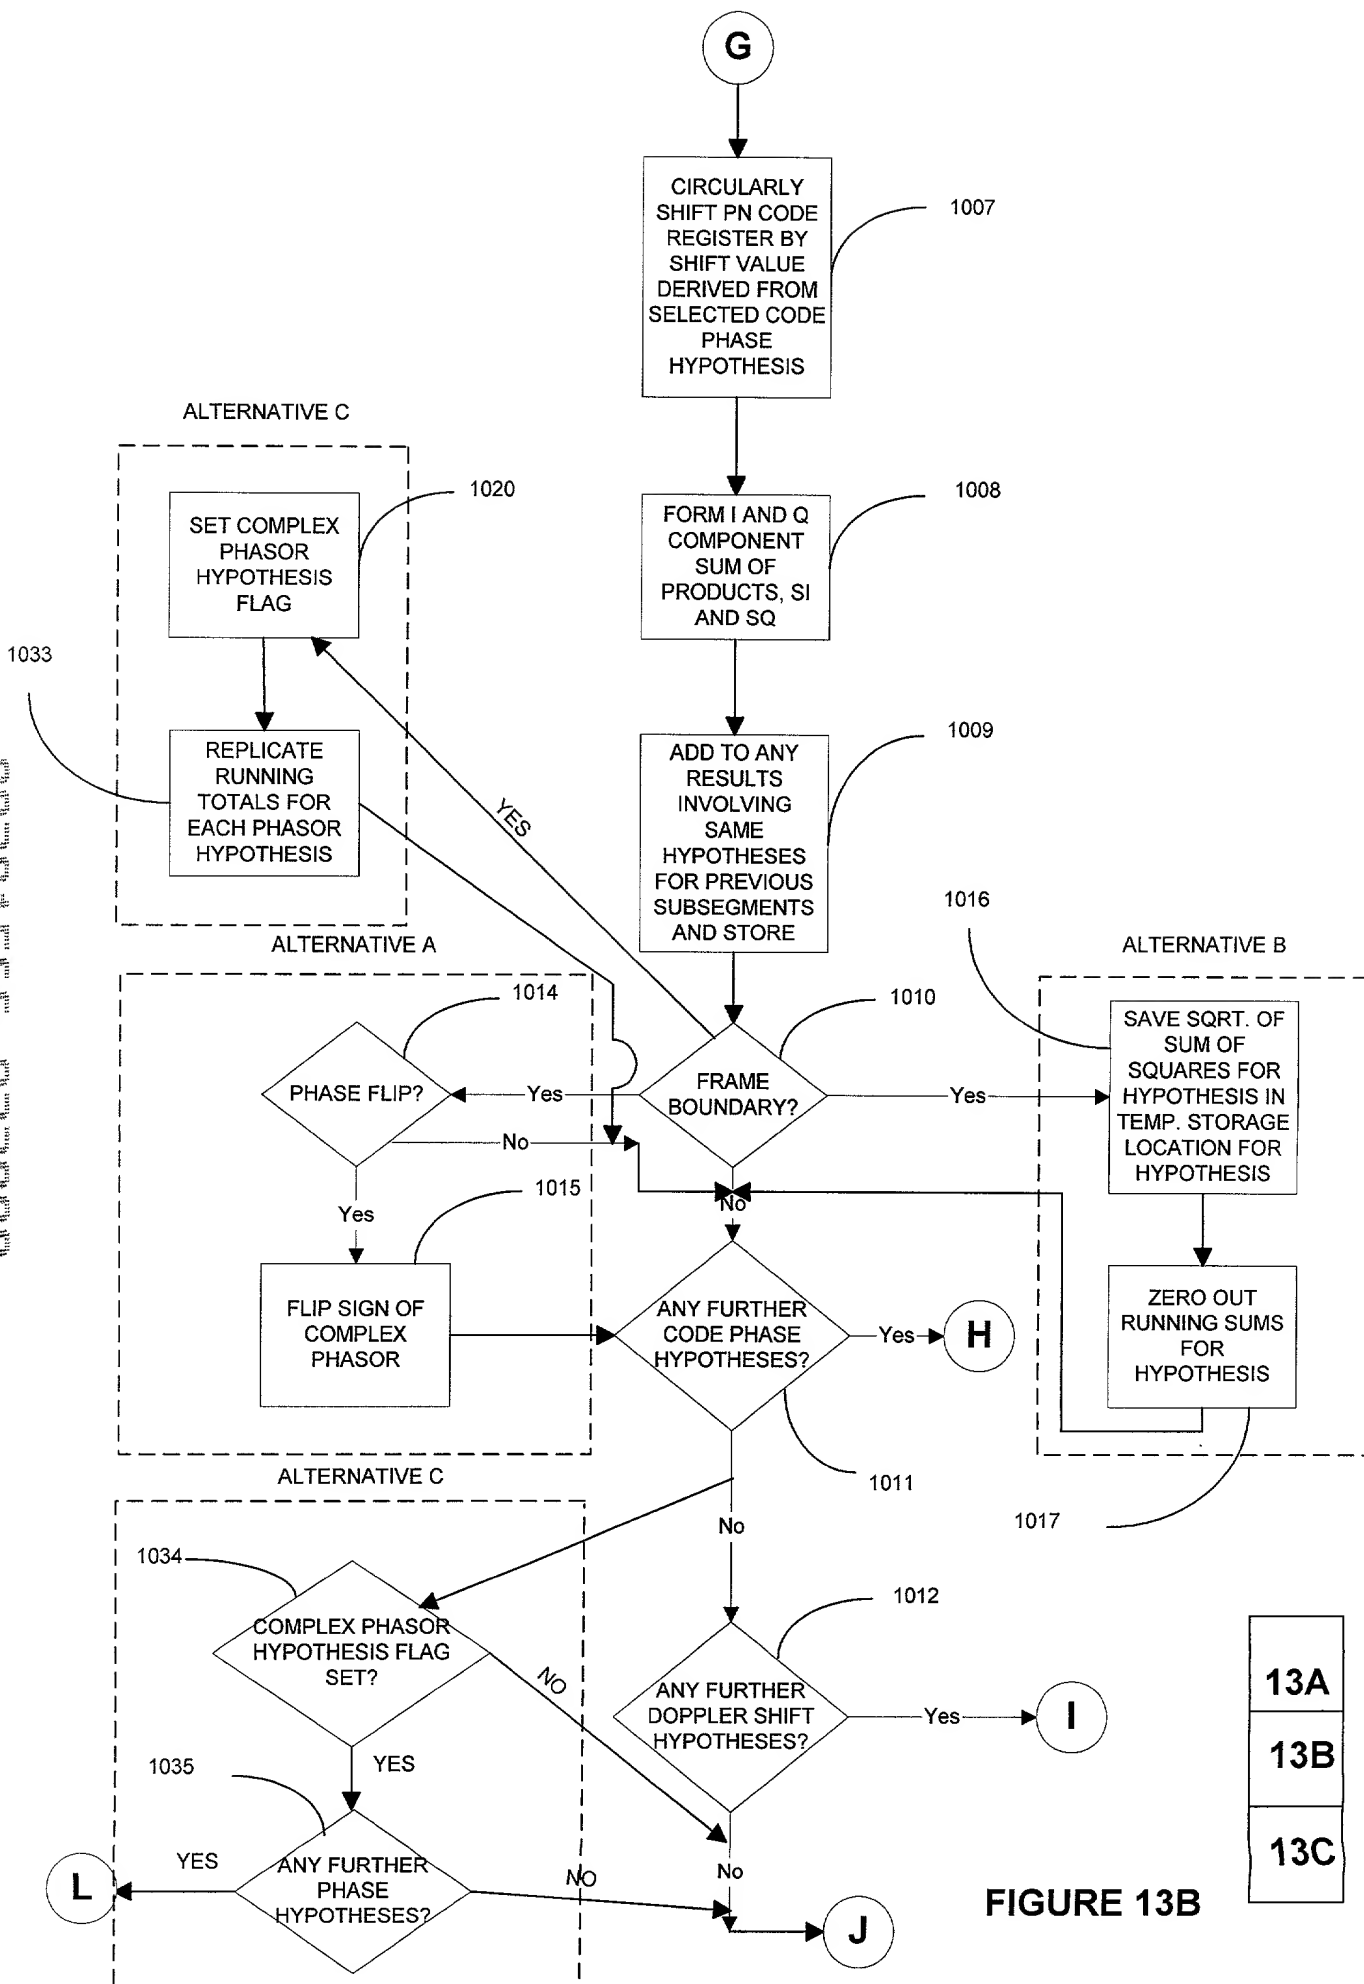 G
CIRCULARLY
SHIFT PN CODE
REGISTER BY
SHIFT VALUE
DERIVED FROM
SELECTED CODE
PHASE
HYPOTHESIS
1007
ALTERNATIVE C
SET COMPLEX
PHASOR
HYPOTHESIS
FLAG
1020
FORM I AND Q
COMPONENT
SUM OF
PRODUCTS, SI
AND SQ
1008
1033
REPLICATE
RUNNING
TOTALS FOR
EACH PHASOR
HYPOTHESIS
YES
ADD TO ANY
RESULTS
INVOLVING
SAME
HYPOTHESES
FOR PREVIOUS
SUBSEGMENTS
AND STORE
1009
ALTERNATIVE A
1014
PHASE FLIP?
Yes
No
FRAME
BOUNDARY?
1010
Yes
No
1016
ALTERNATIVE B
SAVE SQRT. OF
SUM OF
SQUARES FOR
HYPOTHESIS IN
TEMP. STORAGE
LOCATION FOR
HYPOTHESIS
Yes
1015
FLIP SIGN OF
COMPLEX
PHASOR
ANY FURTHER
CODE PHASE
HYPOTHESES?
Yes
H
ZERO OUT
RUNNING SUMS
FOR
HYPOTHESIS
1011
1017
ALTERNATIVE C
No
1034
COMPLEX PHASOR
HYPOTHESIS FLAG
SET?
NO
1012
ANY FURTHER
DOPPLER SHIFT
HYPOTHESES?
Yes
I
YES
1035
YES
L
ANY FURTHER
PHASE
HYPOTHESES?
NO
No
J
13A
13B
13C
FIGURE 13B